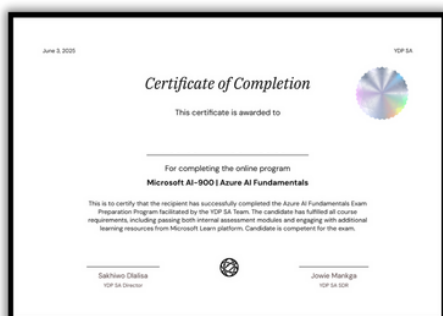 June 3, 2025
YDP SA
Certificate of Completion
This certificate is awarded to
For completing the online program
Microsoft AI-900 | Azure AI Fundamentals
This is to certify that the recipient has successfully completed the Azure AI Fundamentals Exam
Preparation Program facilitated by the YDP SA Team. The candidate has fulfilled all course
requirements, including passing both internal assessment modules and engaging with additional
learning resources from Microsoft Learn platform. Candidate is competent for the exam.
Sakhiwo Dlalisa
Jowie Mankga
YDP SA Director
YDP SA SDR